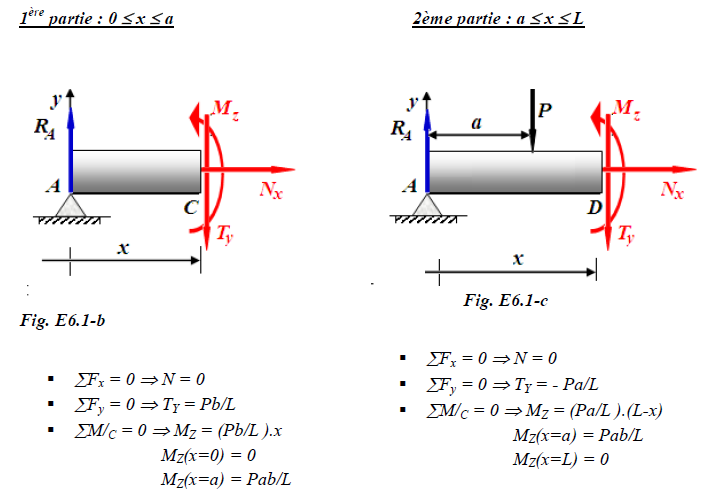 1ère partie : 0 ≤ x ≤ a
y
R_A
M_z
A
C
N_x
T_y
x
Fig. E6.1-b
▪ ΣF_x = 0 ⇒ N = 0
▪ ΣF_y = 0 ⇒ T_Y = Pb/L
▪ ΣM/_C = 0 ⇒ M_Z = (Pb/L ).x
M_Z(x=0) = 0
M_Z(x=a) = Pab/L
2ème partie : a ≤ x ≤ L
y
P
R_A
a
M_z
A
D
N_x
T_y
x
Fig. E6.1-c
▪ ΣF_x = 0 ⇒ N = 0
▪ ΣF_y = 0 ⇒ T_Y = - Pa/L
▪ ΣM/_C = 0 ⇒ M_Z = (Pa/L ).(L-x)
M_Z(x=a) = Pab/L
M_Z(x=L) = 0